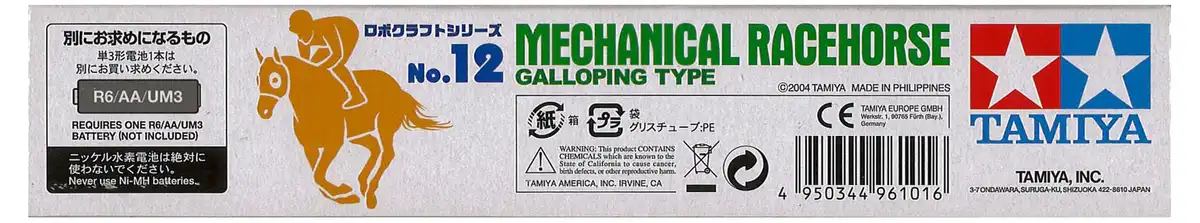 別にお求めになるもの
単3形電池1本は
別にお買い求めください。
R6/AA/UM3
REQUIRES ONE R6/AA/UM3
BATTERY (NOT INCLUDED)
ニッケル水素電池は絶対に
使わないでください。
Never use Ni-MH batteries.
ロボクラフトシリーズ
No.12
MECHANICAL RACEHORSE
GALLOPING TYPE
©2004 TAMIYA MADE IN PHILIPPINES
紙 箱
プラ 袋
グリスチューブ:PE
CE
TAMIYA EUROPE GMBH
Werkstr. 1, 90765 Fürth (Bay.),
Germany
WARNING: This product CONTAINS
CHEMICALS which are known to the
State of California to cause cancer,
birth defects, or other reproductive harm.
TAMIYA AMERICA, INC. IRVINE, CA
4 950344 961016
TAMIYA
TAMIYA, INC.
3-7 ONDAWARA, SURUGA-KU, SHIZUOKA 422-8610 JAPAN